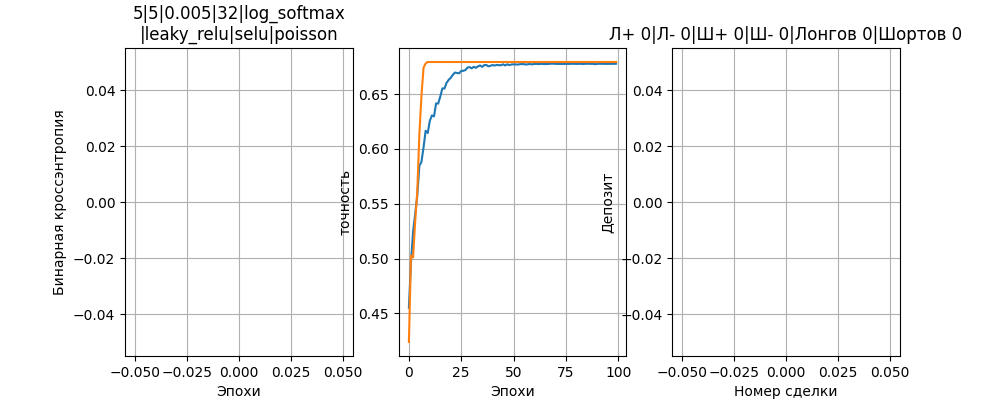 5|5|0.005|32|log_softmax
|leaky_relu|selu|poisson
Бинарная кроссэнтропия
0.04
0.02
0.00
−0.02
−0.04
−0.050 −0.025 0.000 0.025 0.050
Эпохи
точность
0.65
0.60
0.55
0.50
0.45
0 25 50 75 100
Эпохи
Л+ 0|Л- 0|Ш+ 0|Ш- 0|Лонгов 0|Шортов 0
Депозит
0.04
0.02
0.00
−0.02
−0.04
−0.050 −0.025 0.000 0.025 0.050
Номер сделки